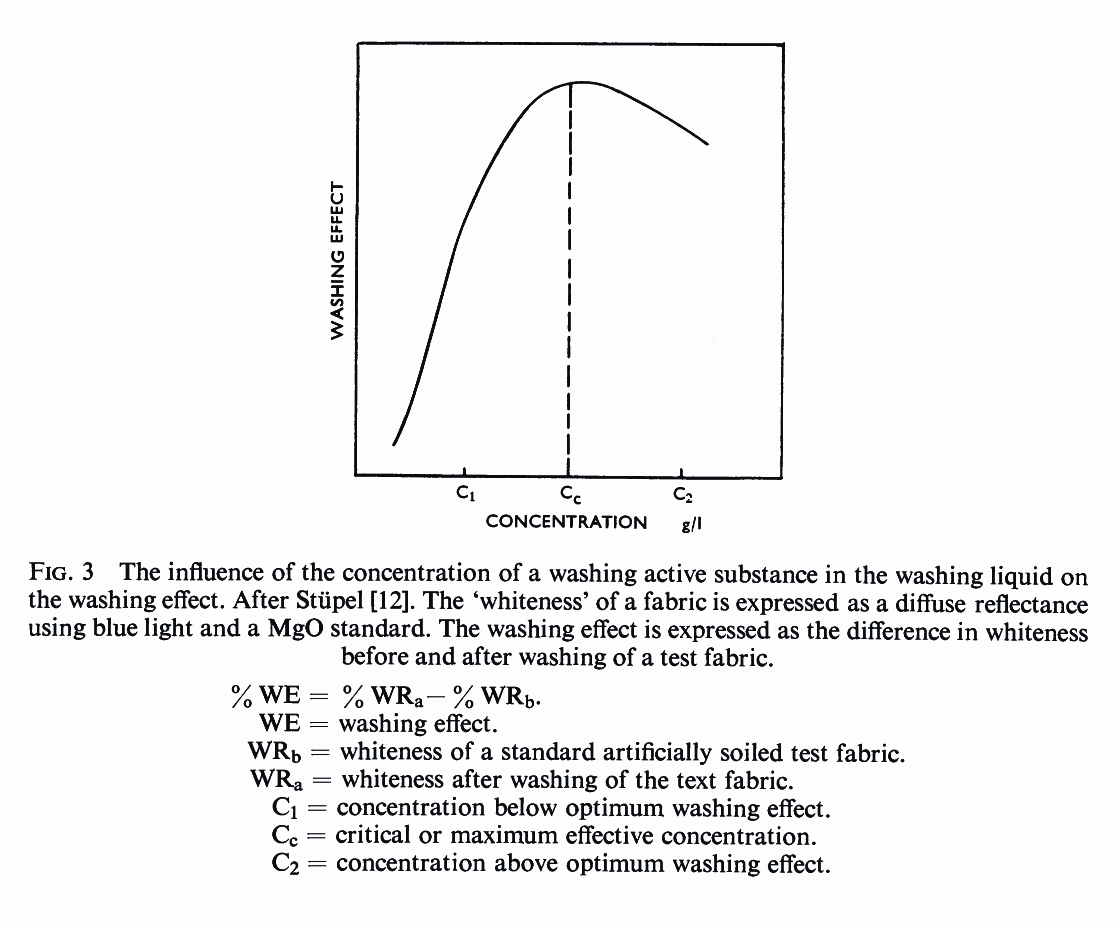 WASHING EFFECT
C₁ C_c C₂
CONCENTRATION g/l
FIG. 3 The influence of the concentration of a washing active substance in the washing liquid on
the washing effect. After Stüpel [12]. The ‘whiteness’ of a fabric is expressed as a diffuse reflectance
using blue light and a MgO standard. The washing effect is expressed as the difference in whiteness
before and after washing of a test fabric.
% WE = % WRₐ− % WR_b.
WE = washing effect.
WR_b = whiteness of a standard artificially soiled test fabric.
WRₐ = whiteness after washing of the text fabric.
C₁ = concentration below optimum washing effect.
C_c = critical or maximum effective concentration.
C₂ = concentration above optimum washing effect.